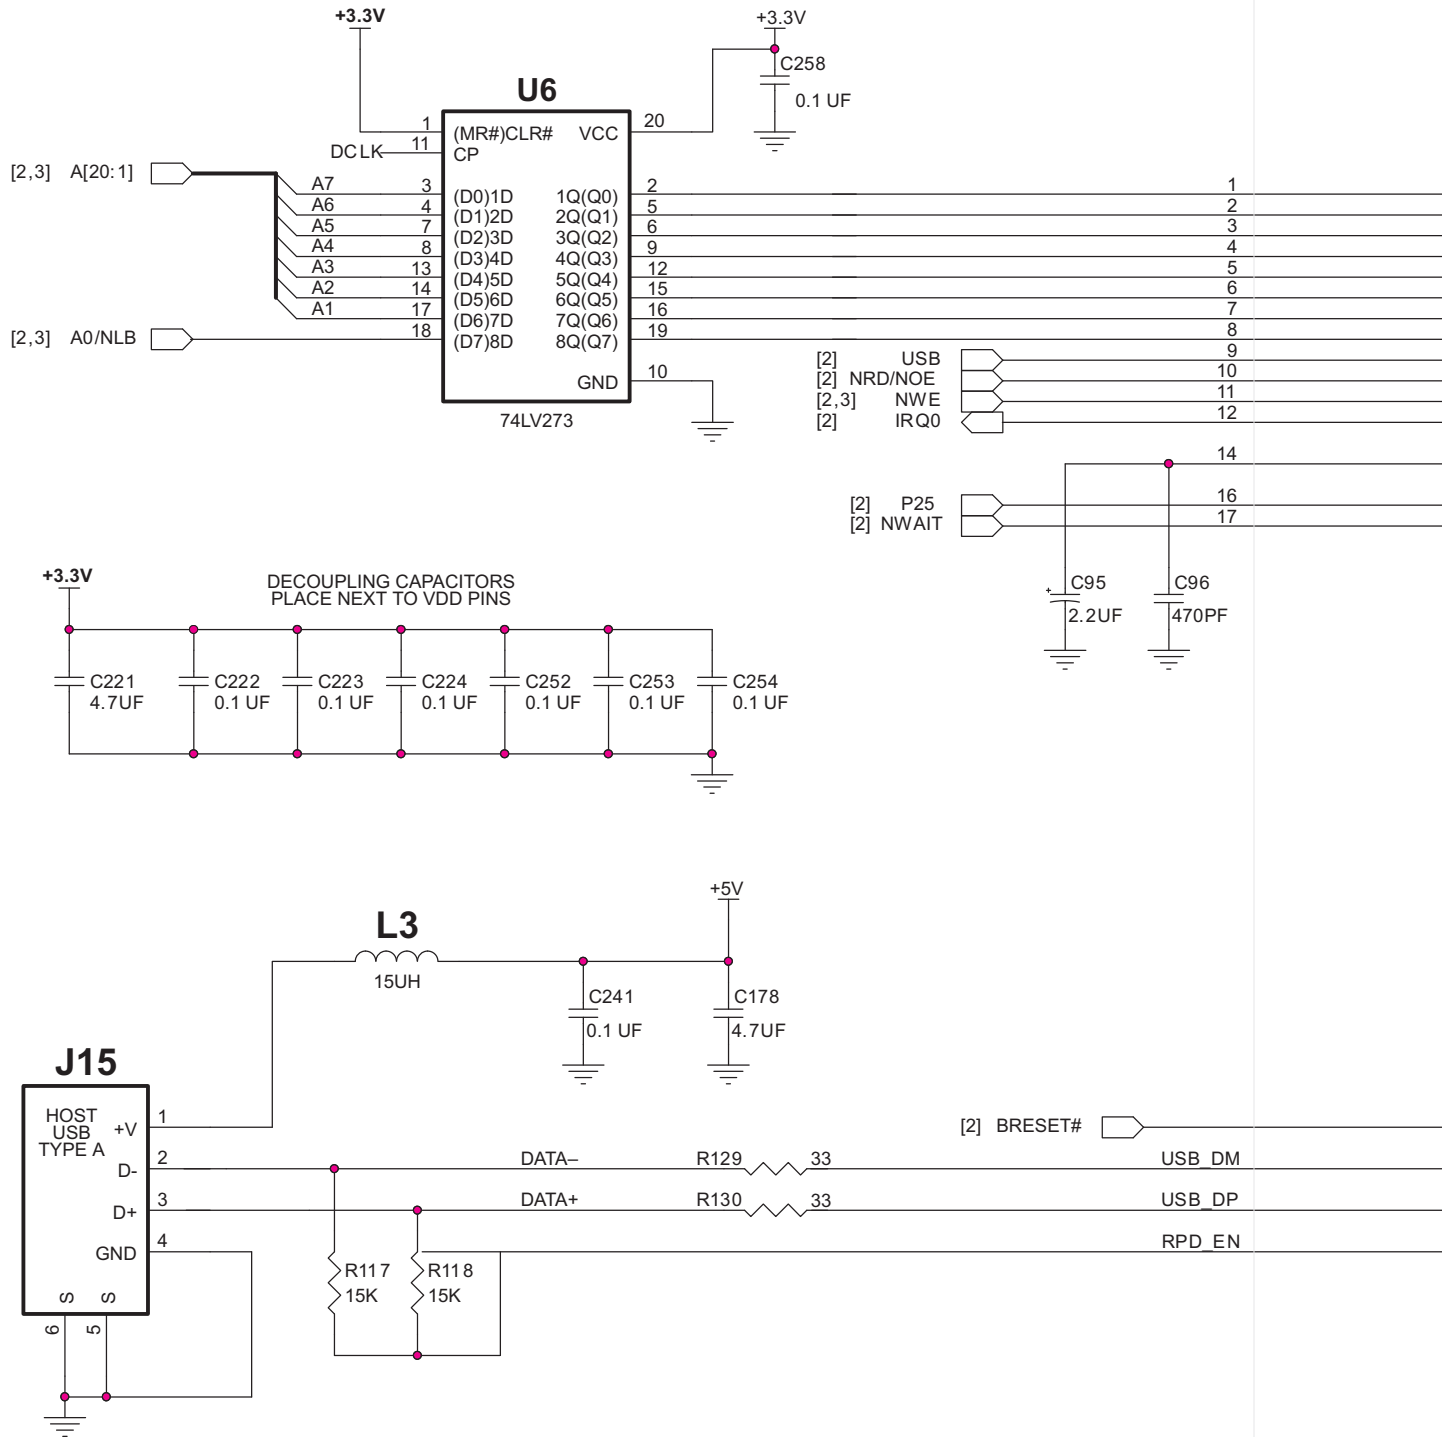 +3.3V
+3.3V
C258
0.1 UF
U6
1 (MR#)CLR# VCC 20
DCLK 11 CP
[2,3] A[20:1]
A7 3 (D0)1D 1Q(Q0) 2 1
A6 4 (D1)2D 2Q(Q1) 5 2
A5 7 (D2)3D 3Q(Q2) 6 3
A4 8 (D3)4D 4Q(Q3) 9 4
A3 13 (D4)5D 5Q(Q4) 12 5
A2 14 (D5)6D 6Q(Q5) 15 6
A1 17 (D6)7D 7Q(Q6) 16 7
[2,3] A0/NLB 18 (D7)8D 8Q(Q7) 19 8
[2] USB 9
GND 10 [2] NRD/NOE 10
[2,3] NWE 11
74LV273 [2] IRQ0 12
14
[2] P25 16
[2] NWAIT 17
+3.3V
DECOUPLING CAPACITORS
PLACE NEXT TO VDD PINS
+ C95 C96
2.2UF 470PF
C221 C222 C223 C224 C252 C253 C254
4.7UF 0.1 UF 0.1 UF 0.1 UF 0.1 UF 0.1 UF 0.1 UF
+5V
L3
15UH
C241 C178
0.1 UF 4.7UF
J15
HOST
USB
TYPE A
+V 1
[2] BRESET#
D- 2 DATA– R129 33 USB_DM
D+ 3 DATA+ R130 33 USB_DP
GND 4 RPD_EN
R117 R118
15K 15K
S S
6 5